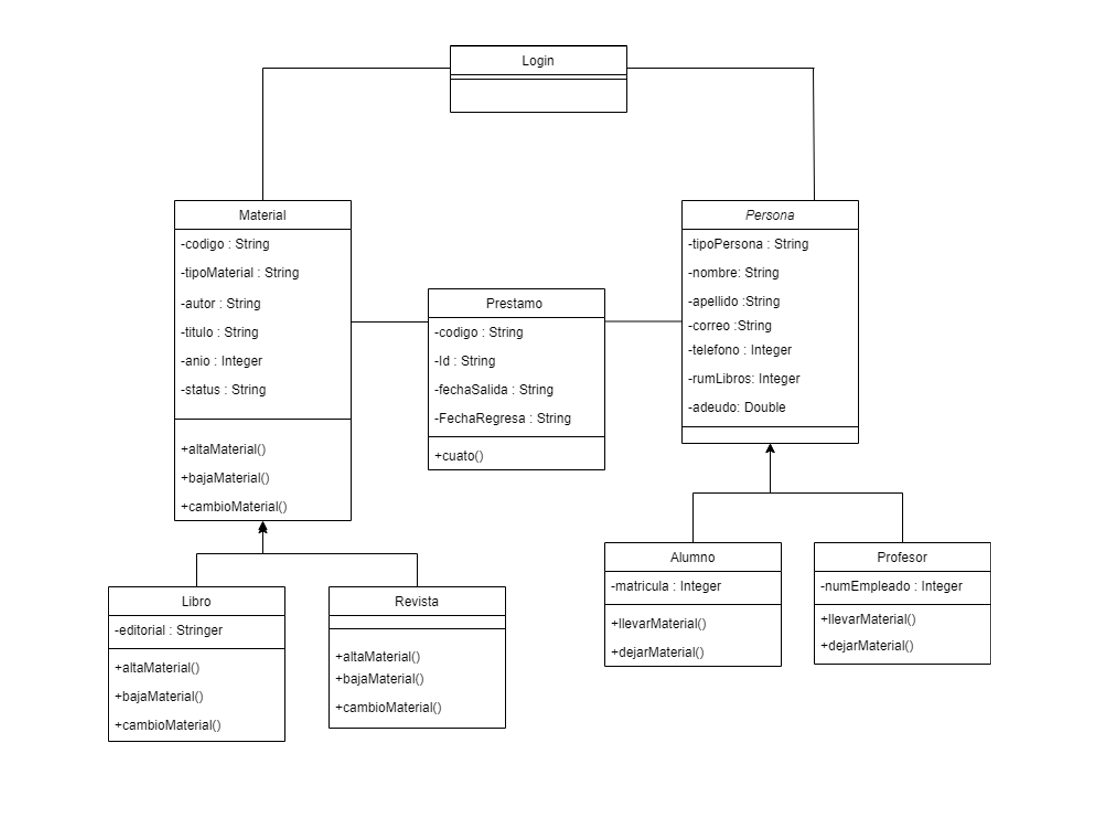 Login
Material
-codigo : String
-tipoMaterial : String
-autor : String
-titulo : String
-anio : Integer
-status : String
+altaMaterial()
+bajaMaterial()
+cambioMaterial()
Prestamo
-codigo : String
-Id : String
-fechaSalida : String
-FechaRegresa : String
+cuato()
Persona
-tipoPersona : String
-nombre: String
-apellido :String
-correo :String
-telefono : Integer
-rumLibros: Integer
-adeudo: Double
Libro
-editorial : Stringer
+altaMaterial()
+bajaMaterial()
+cambioMaterial()
Revista
+altaMaterial()
+bajaMaterial()
+cambioMaterial()
Alumno
-matricula : Integer
+llevarMaterial()
+dejarMaterial()
Profesor
-numEmpleado : Integer
+llevarMaterial()
+dejarMaterial()